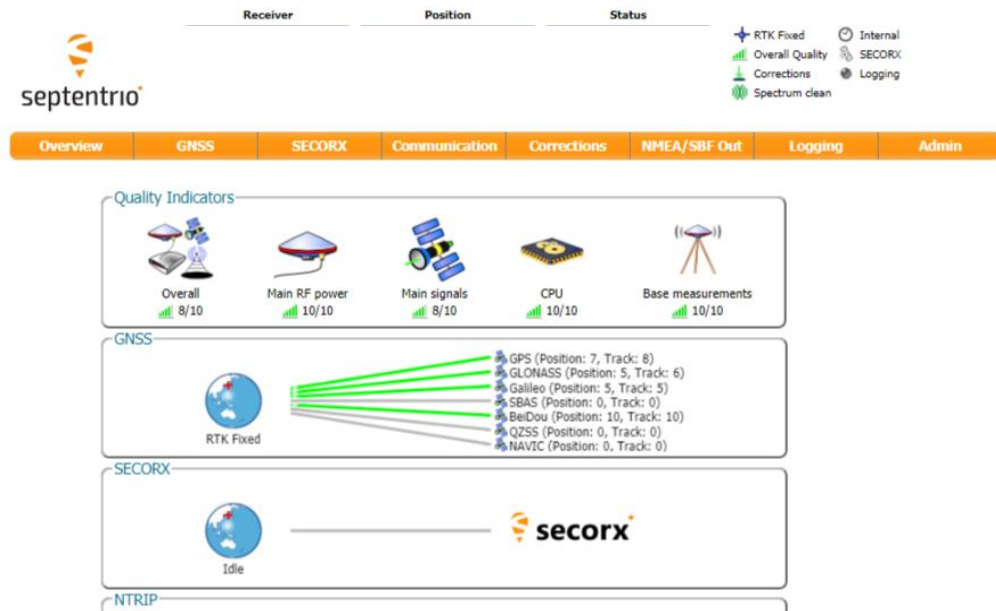 Receiver Position Status
RTK Fixed Internal
Overall Quality SECORX
Corrections Logging
Spectrum clean
septentrio
Overview GNSS SECORX Communication Corrections NMEA/SBF Out Logging Admin
Quality Indicators
Overall Main RF power Main signals CPU Base measurements
8/10 10/10 8/10 10/10 10/10
GNSS
GPS (Position: 7, Track: 8)
GLONASS (Position: 5, Track: 6)
Galileo (Position: 5, Track: 5)
SBAS (Position: 0, Track: 0)
BeiDou (Position: 10, Track: 10)
QZSS (Position: 0, Track: 0)
NAVIC (Position: 0, Track: 0)
RTK Fixed
SECORX
secorx
Idle
NTRIP